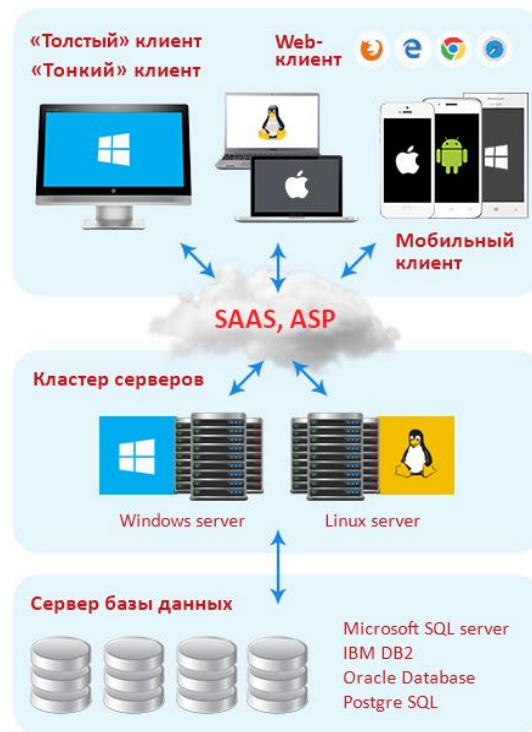 «Толстый» клиент
«Тонкий» клиент
Web-
клиент
Мобильный
клиент
SAAS, ASP
Кластер серверов
Windows server
Linux server
Сервер базы данных
Microsoft SQL server
IBM DB2
Oracle Database
Postgre SQL